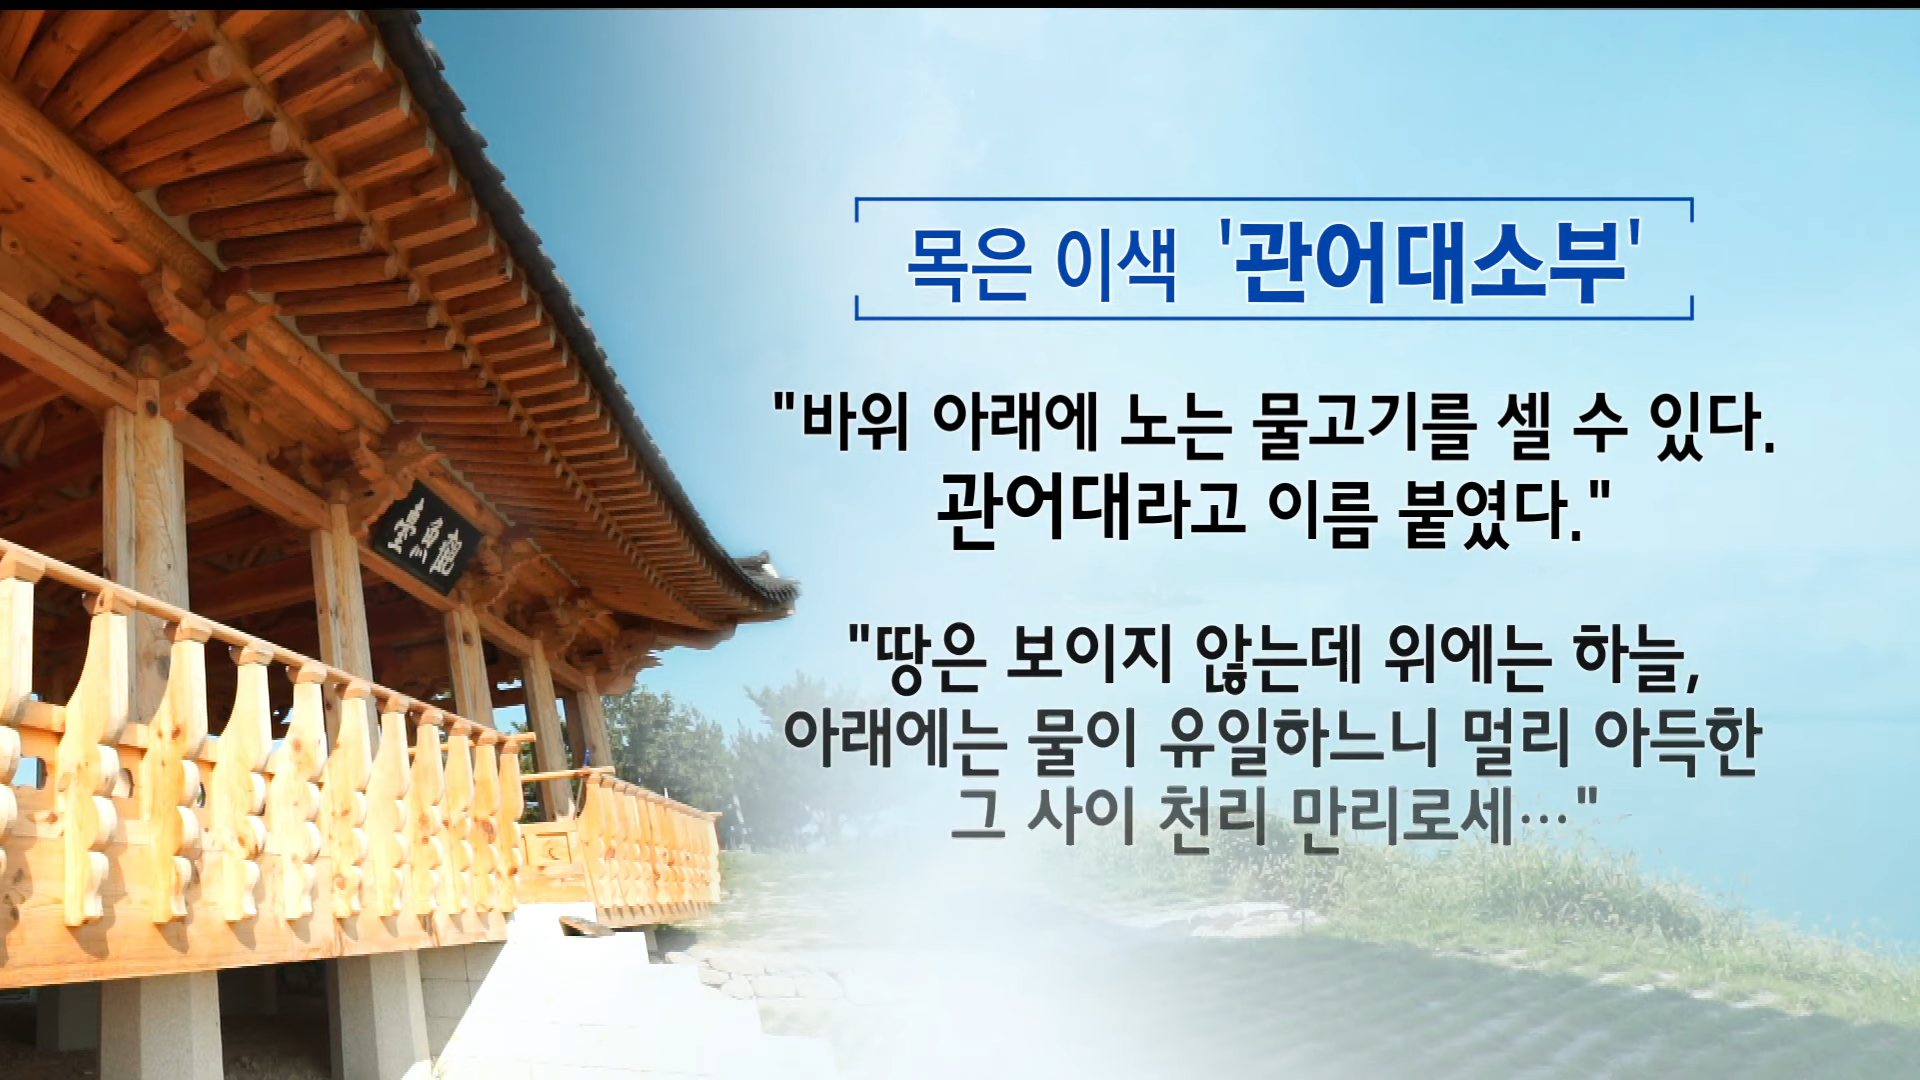 목은 이색 '관어대소부'
"바위 아래에 노는 물고기를 셀 수 있다.
관어대라고 이름 붙였다."
"땅은 보이지 않는데 위에는 하늘,
아래에는 물이 유일하느니 멀리 아득한
그 사이 천리 만리로세…"
臺魚觀